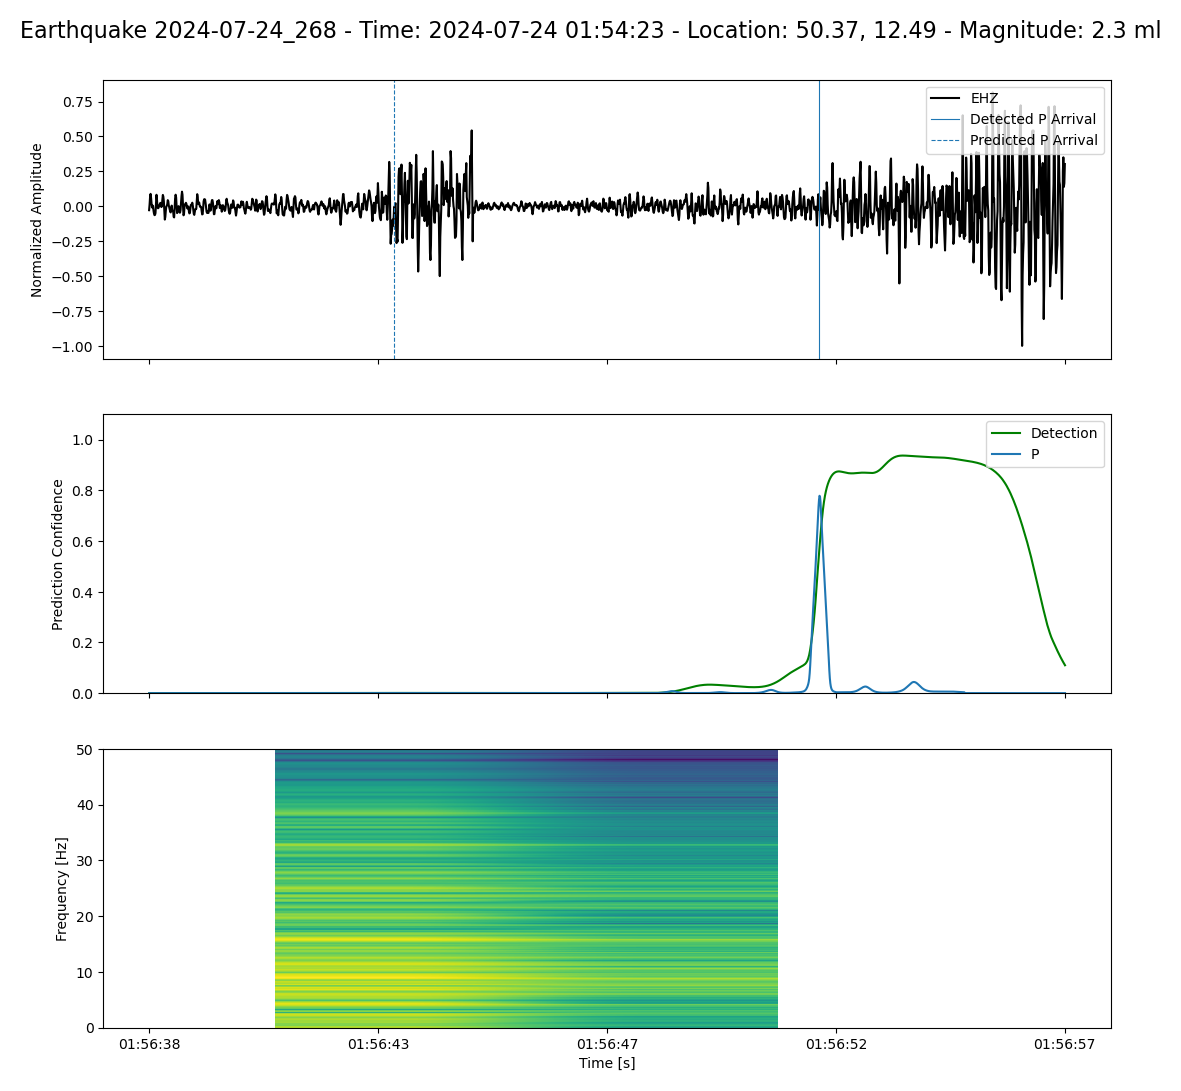 Earthquake 2024-07-24_268 - Time: 2024-07-24 01:54:23 - Location: 50.37, 12.49 - Magnitude: 2.3 ml
EHZ
Detected P Arrival
Predicted P Arrival
Normalized Amplitude
0.75
0.50
0.25
0.00
−0.25
−0.50
−0.75
−1.00
Detection
P
Prediction Confidence
1.0
0.8
0.6
0.4
0.2
0.0
Frequency [Hz]
50
40
30
20
10
0
01:56:38 01:56:43 01:56:47 01:56:52 01:56:57
Time [s]